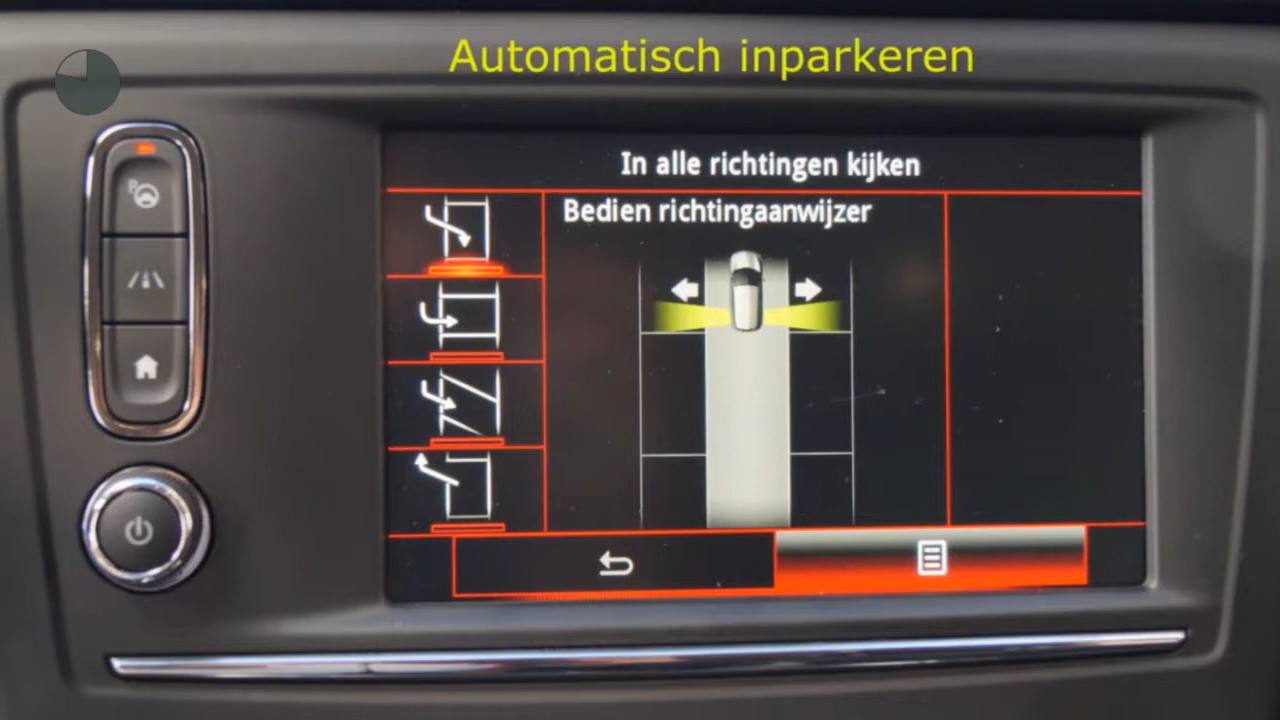 Automatisch inparkeren
In alle richtingen kijken
Bedien richtingaanwijzer
P